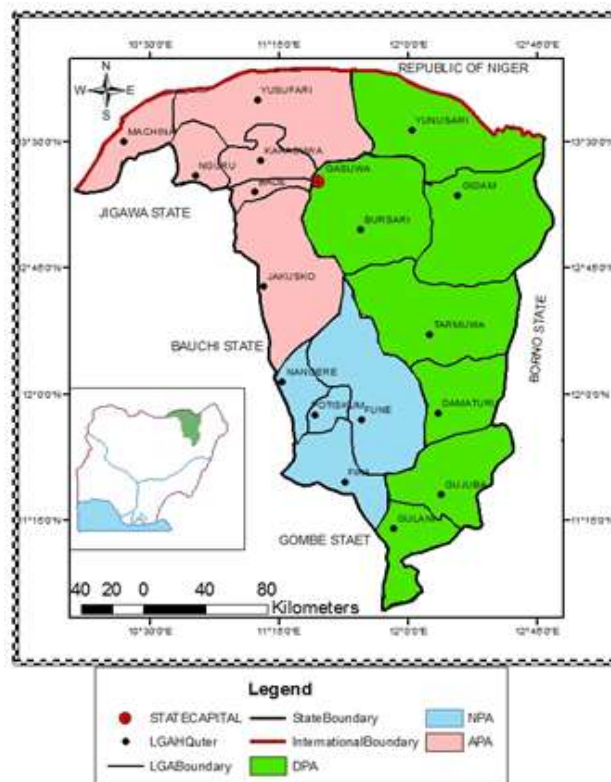 10°30'0"E 11°15'0"E 12°0'0"E 12°45'0"E
N
W E
S
REPUBLIC OF NIGER
YUSUFARI
YUNUSARI
13°30'0"N 13°30'0"N
MACHINA
KARASUWA
NGURU
GASUWA
BADE
GIDAM
JIGAWA STATE
BURSARI
12°45'0"N 12°45'0"N
JAKUSKO
TARMUWA
BAUCHI STATE
BORNO STATE
NANGERE
12°0'0"N 12°0'0"N
POTISKUM
FUNE
DAMATURI
FIKA
GUJUBA
11°15'0"N 11°15'0"N
GULANI
GOMBE STAET
40 20 0 40 80
Kilometers
10°30'0"E 11°15'0"E 12°0'0"E 12°45'0"E
Legend
STATECAPITAL StateBoundary NPA
LGAHQuter InternationalBoundary APA
LGABoundary DPA